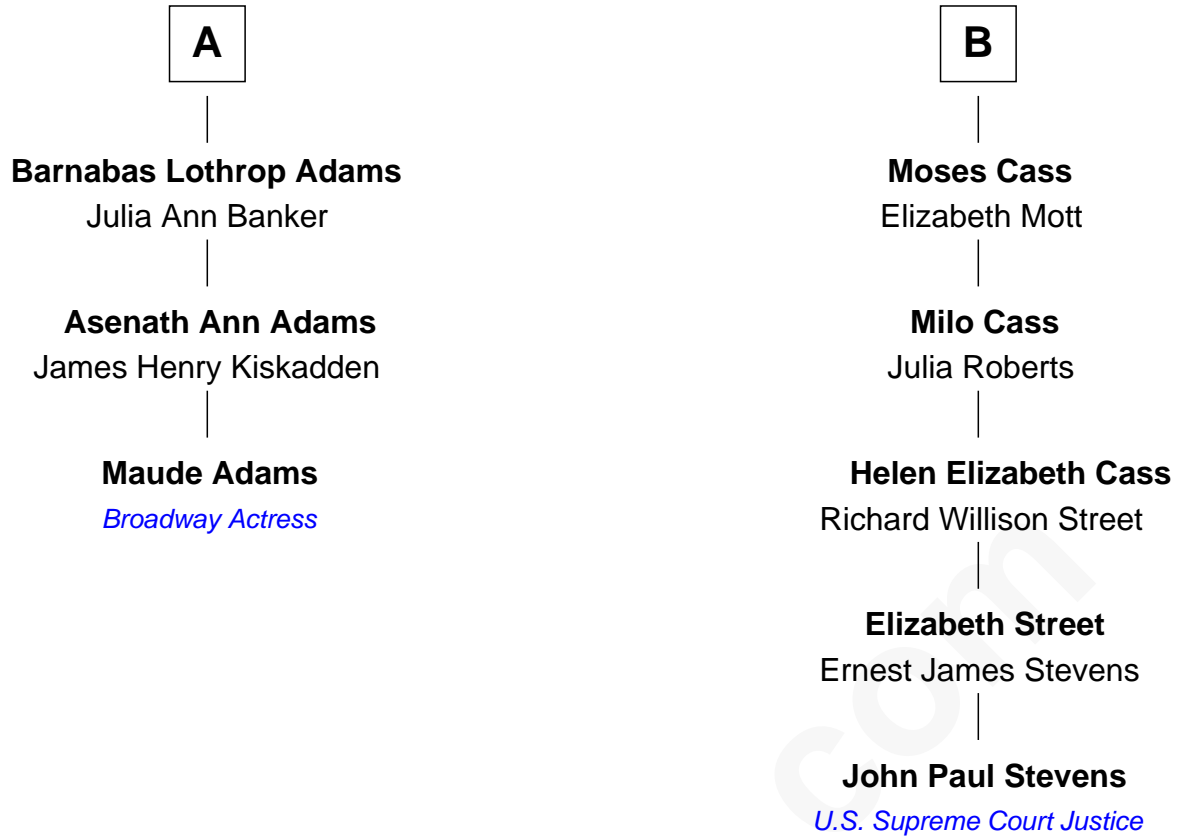 A
Barnabas Lothrop Adams
Julia Ann Banker
Asenath Ann Adams
James Henry Kiskadden
Maude Adams
Broadway Actress
B
Moses Cass
Elizabeth Mott
Milo Cass
Julia Roberts
Helen Elizabeth Cass
Richard Willison Street
Elizabeth Street
Ernest James Stevens
John Paul Stevens
U.S. Supreme Court Justice
com